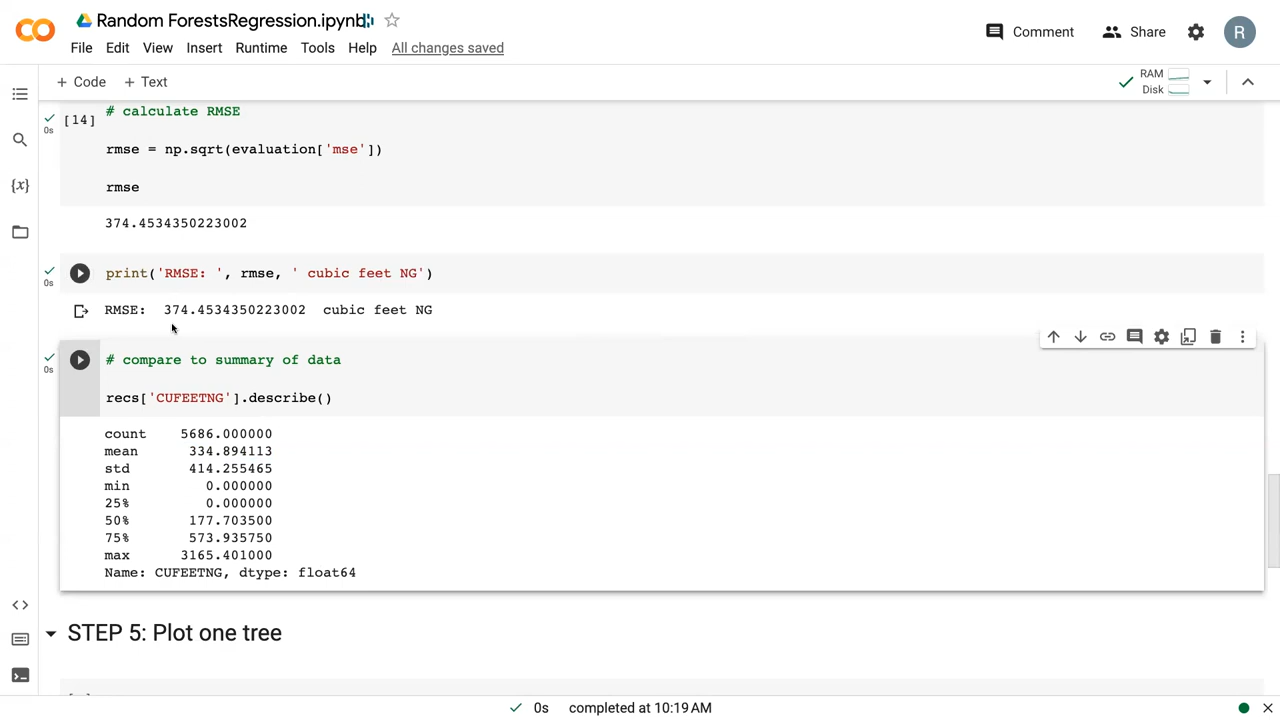 Random ForestsRegression.ipynb
File Edit View Insert Runtime Tools Help All changes saved
Comment Share R
+ Code + Text
RAM
Disk
# calculate RMSE
[14]
0s
rmse = np.sqrt(evaluation['mse'])
rmse
374.4534350223002
print('RMSE: ', rmse, ' cubic feet NG')
0s
RMSE:  374.4534350223002  cubic feet NG
# compare to summary of data
0s
recs['CUFEETNG'].describe()
count    5686.000000
mean      334.894113
std       414.255465
min         0.000000
25%         0.000000
50%       177.703500
75%       573.935750
max      3165.401000
Name: CUFEETNG, dtype: float64
STEP 5: Plot one tree
0s completed at 10:19 AM